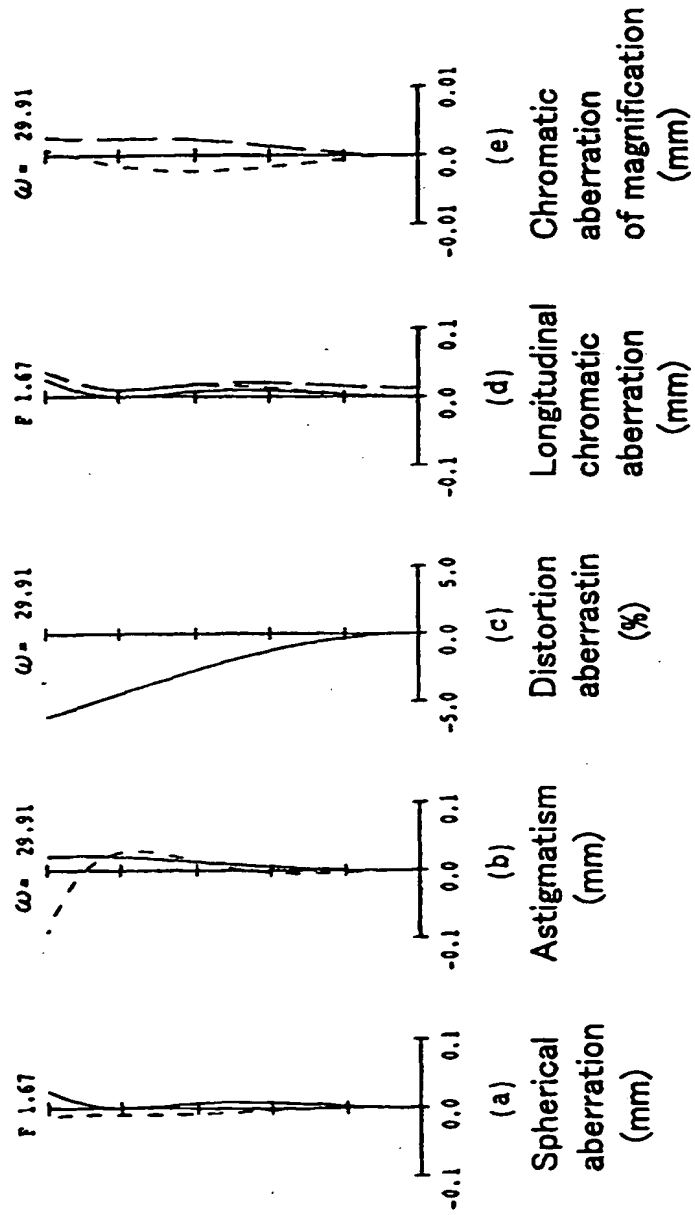 F 1.67
-0.1 0.0 0.1
(a)
Spherical
aberration
(mm)
ω= 29.91
-0.1 0.0 0.1
(b)
Astigmatism
(mm)
ω= 29.91
-5.0 0.0 5.0
(c)
Distortion
aberrastin
(%)
F 1.67
-0.1 0.0 0.1
(d)
Longitudinal
chromatic
aberration
(mm)
ω= 29.91
-0.01 0.0 0.01
(e)
Chromatic
aberration
of magnification
(mm)